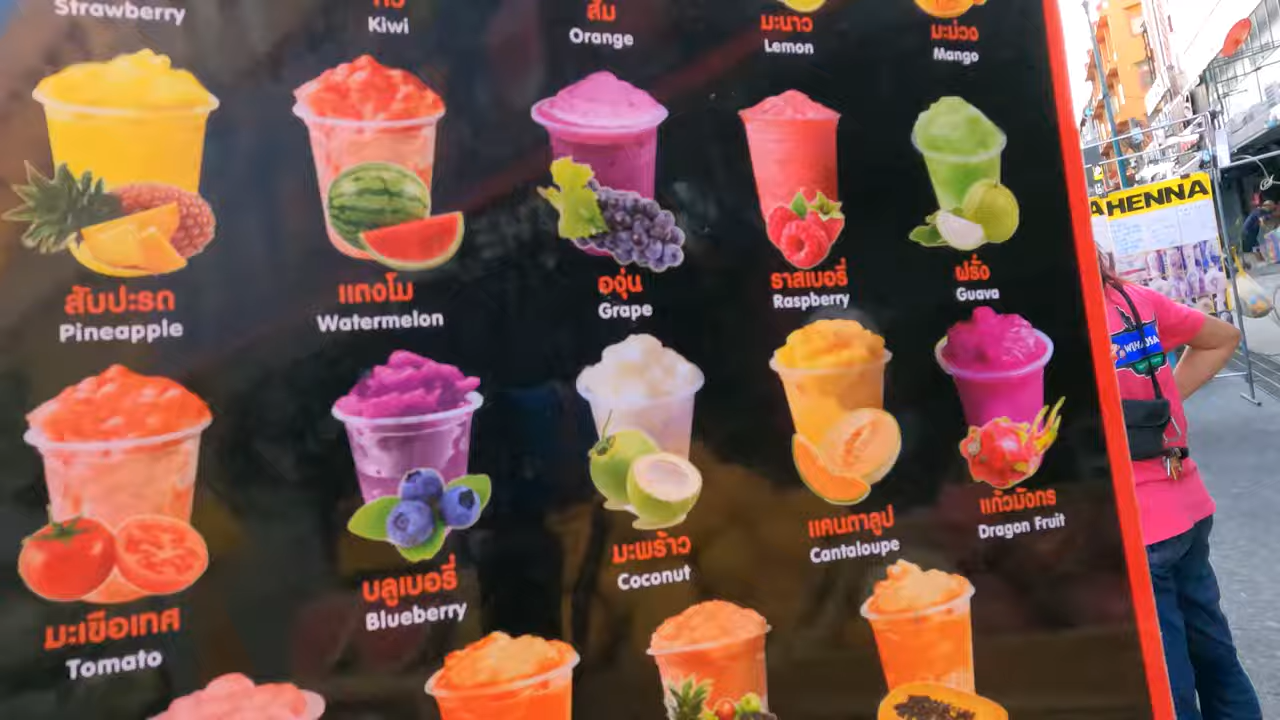 Strawberry
Kiwi
ส้ม
Orange
มะนาว
Lemon
มะม่วง
Mango
สับปะรด
Pineapple
แตงโม
Watermelon
องุ่น
Grape
ราสเบอรี่
Raspberry
ฝรั่ง
Guava
มะเขือเทศ
Tomato
บลูเบอรี่
Blueberry
มะพร้าว
Coconut
แคนตาลูป
Cantaloupe
แก้วมังกร
Dragon Fruit
AHENNA